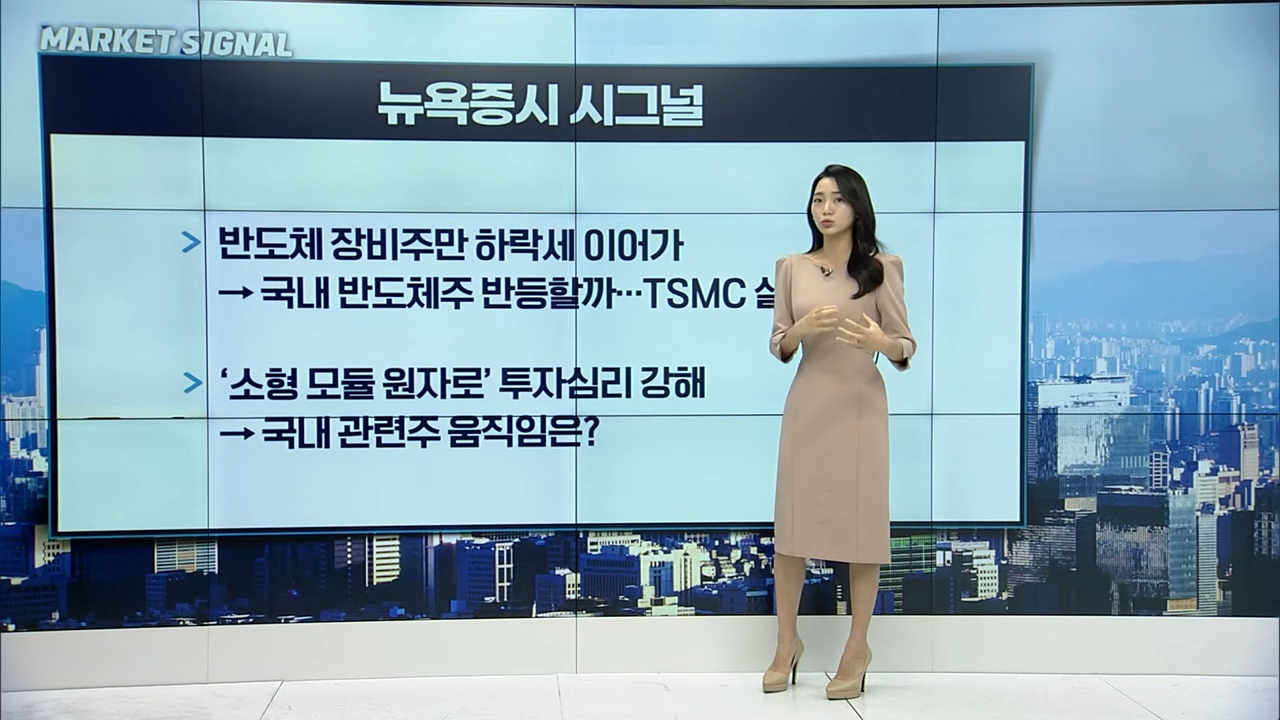 MARKET SIGNAL
뉴욕증시 시그널
> 반도체 장비주만 하락세 이어가
→ 국내 반도체주 반등할까…TSMC
> ‘소형 모듈 원자로’ 투자심리 강해
→ 국내 관련주 움직임은?